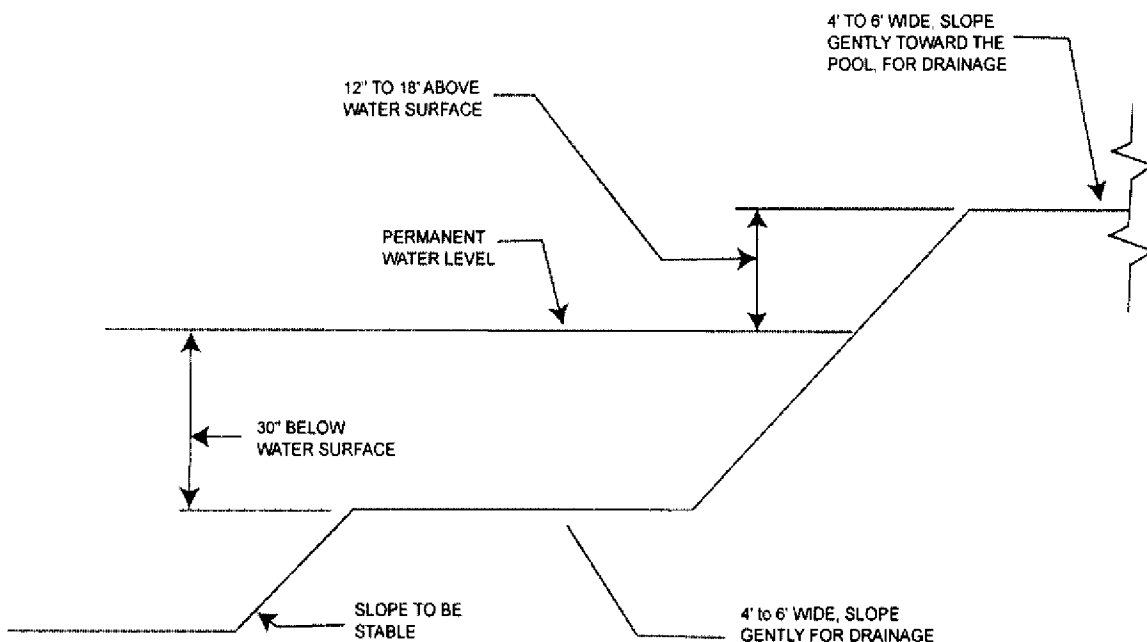 4' TO 6' WIDE, SLOPE
GENTLY TOWARD THE
POOL, FOR DRAINAGE
12" TO 18" ABOVE
WATER SURFACE
PERMANENT
WATER LEVEL
30" BELOW
WATER SURFACE
SLOPE TO BE
STABLE
4' to 6' WIDE, SLOPE
GENTLY FOR DRAINAGE